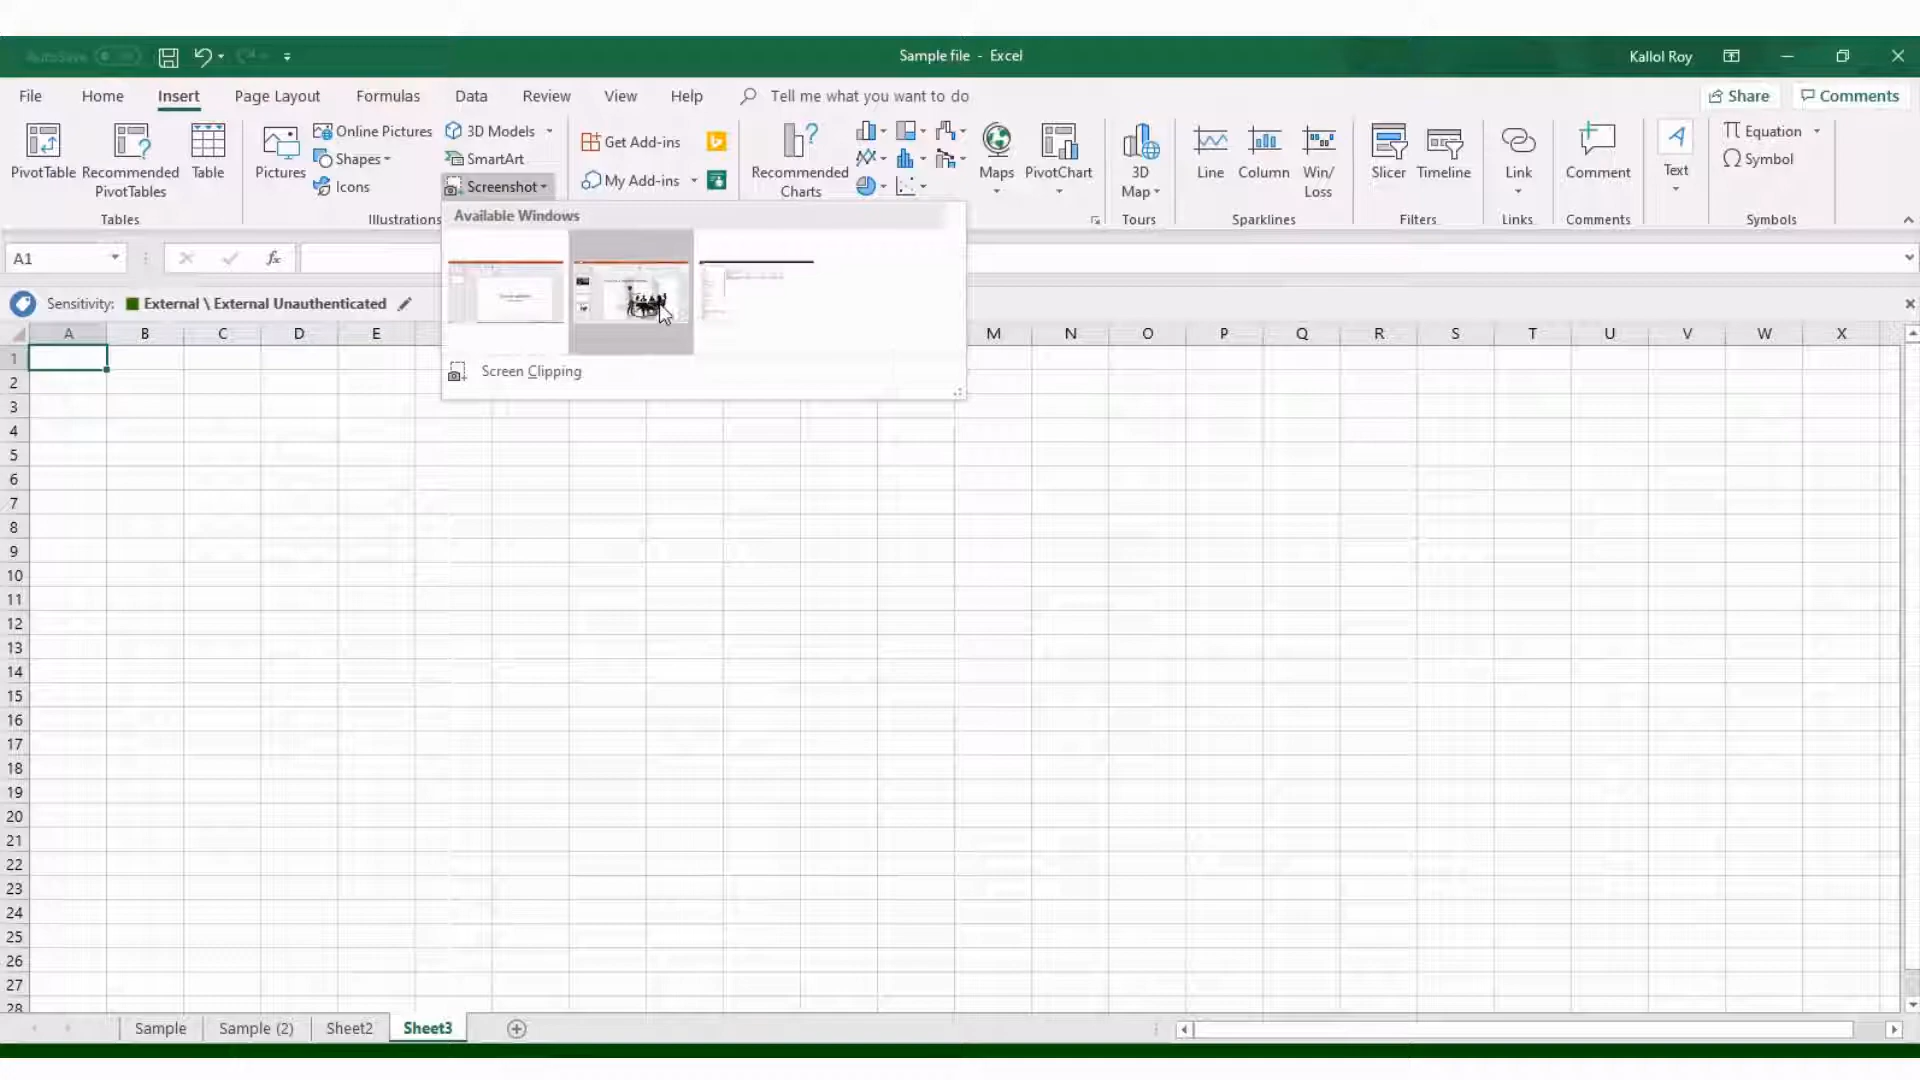 AutoSave
Sample file - Excel
Kallol Roy
File Home Insert Page Layout Formulas Data Review View Help Tell me what you want to do
Share Comments
PivotTable Recommended PivotTables Table
Tables
Pictures Online Pictures
Shapes
Icons
3D Models
SmartArt
Screenshot
Illustrations
Get Add-ins
My Add-ins
Recommended Charts
Maps PivotChart
3D Map
Tours
Line Column Win/Loss
Sparklines
Slicer Timeline
Filters
Link
Links
Comment
Comments
Text
Equation
Symbol
Symbols
Available Windows
Screen Clipping
A1
fx
Sensitivity: External \ External Unauthenticated
A B C D E M N O P Q R S T U V W X
1
2
3
4
5
6
7
8
9
10
11
12
13
14
15
16
17
18
19
20
21
22
23
24
25
26
27
28
Sample Sample (2) Sheet2 Sheet3